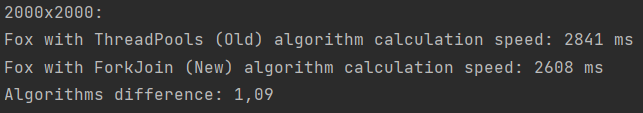 2000x2000:
Fox with ThreadPools (Old) algorithm calculation speed: 2841 ms
Fox with ForkJoin (New) algorithm calculation speed: 2608 ms
Algorithms difference: 1,09